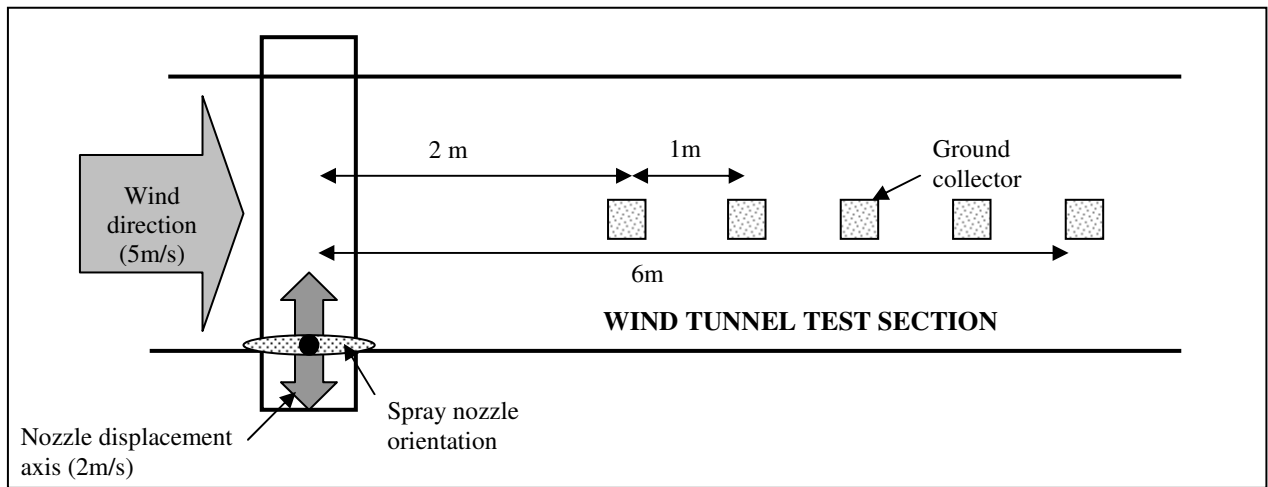 2 m
1m
Ground
collector
Wind
direction
(5m/s)
6m
WIND TUNNEL TEST SECTION
Spray nozzle
orientation
Nozzle displacement
axis (2m/s)